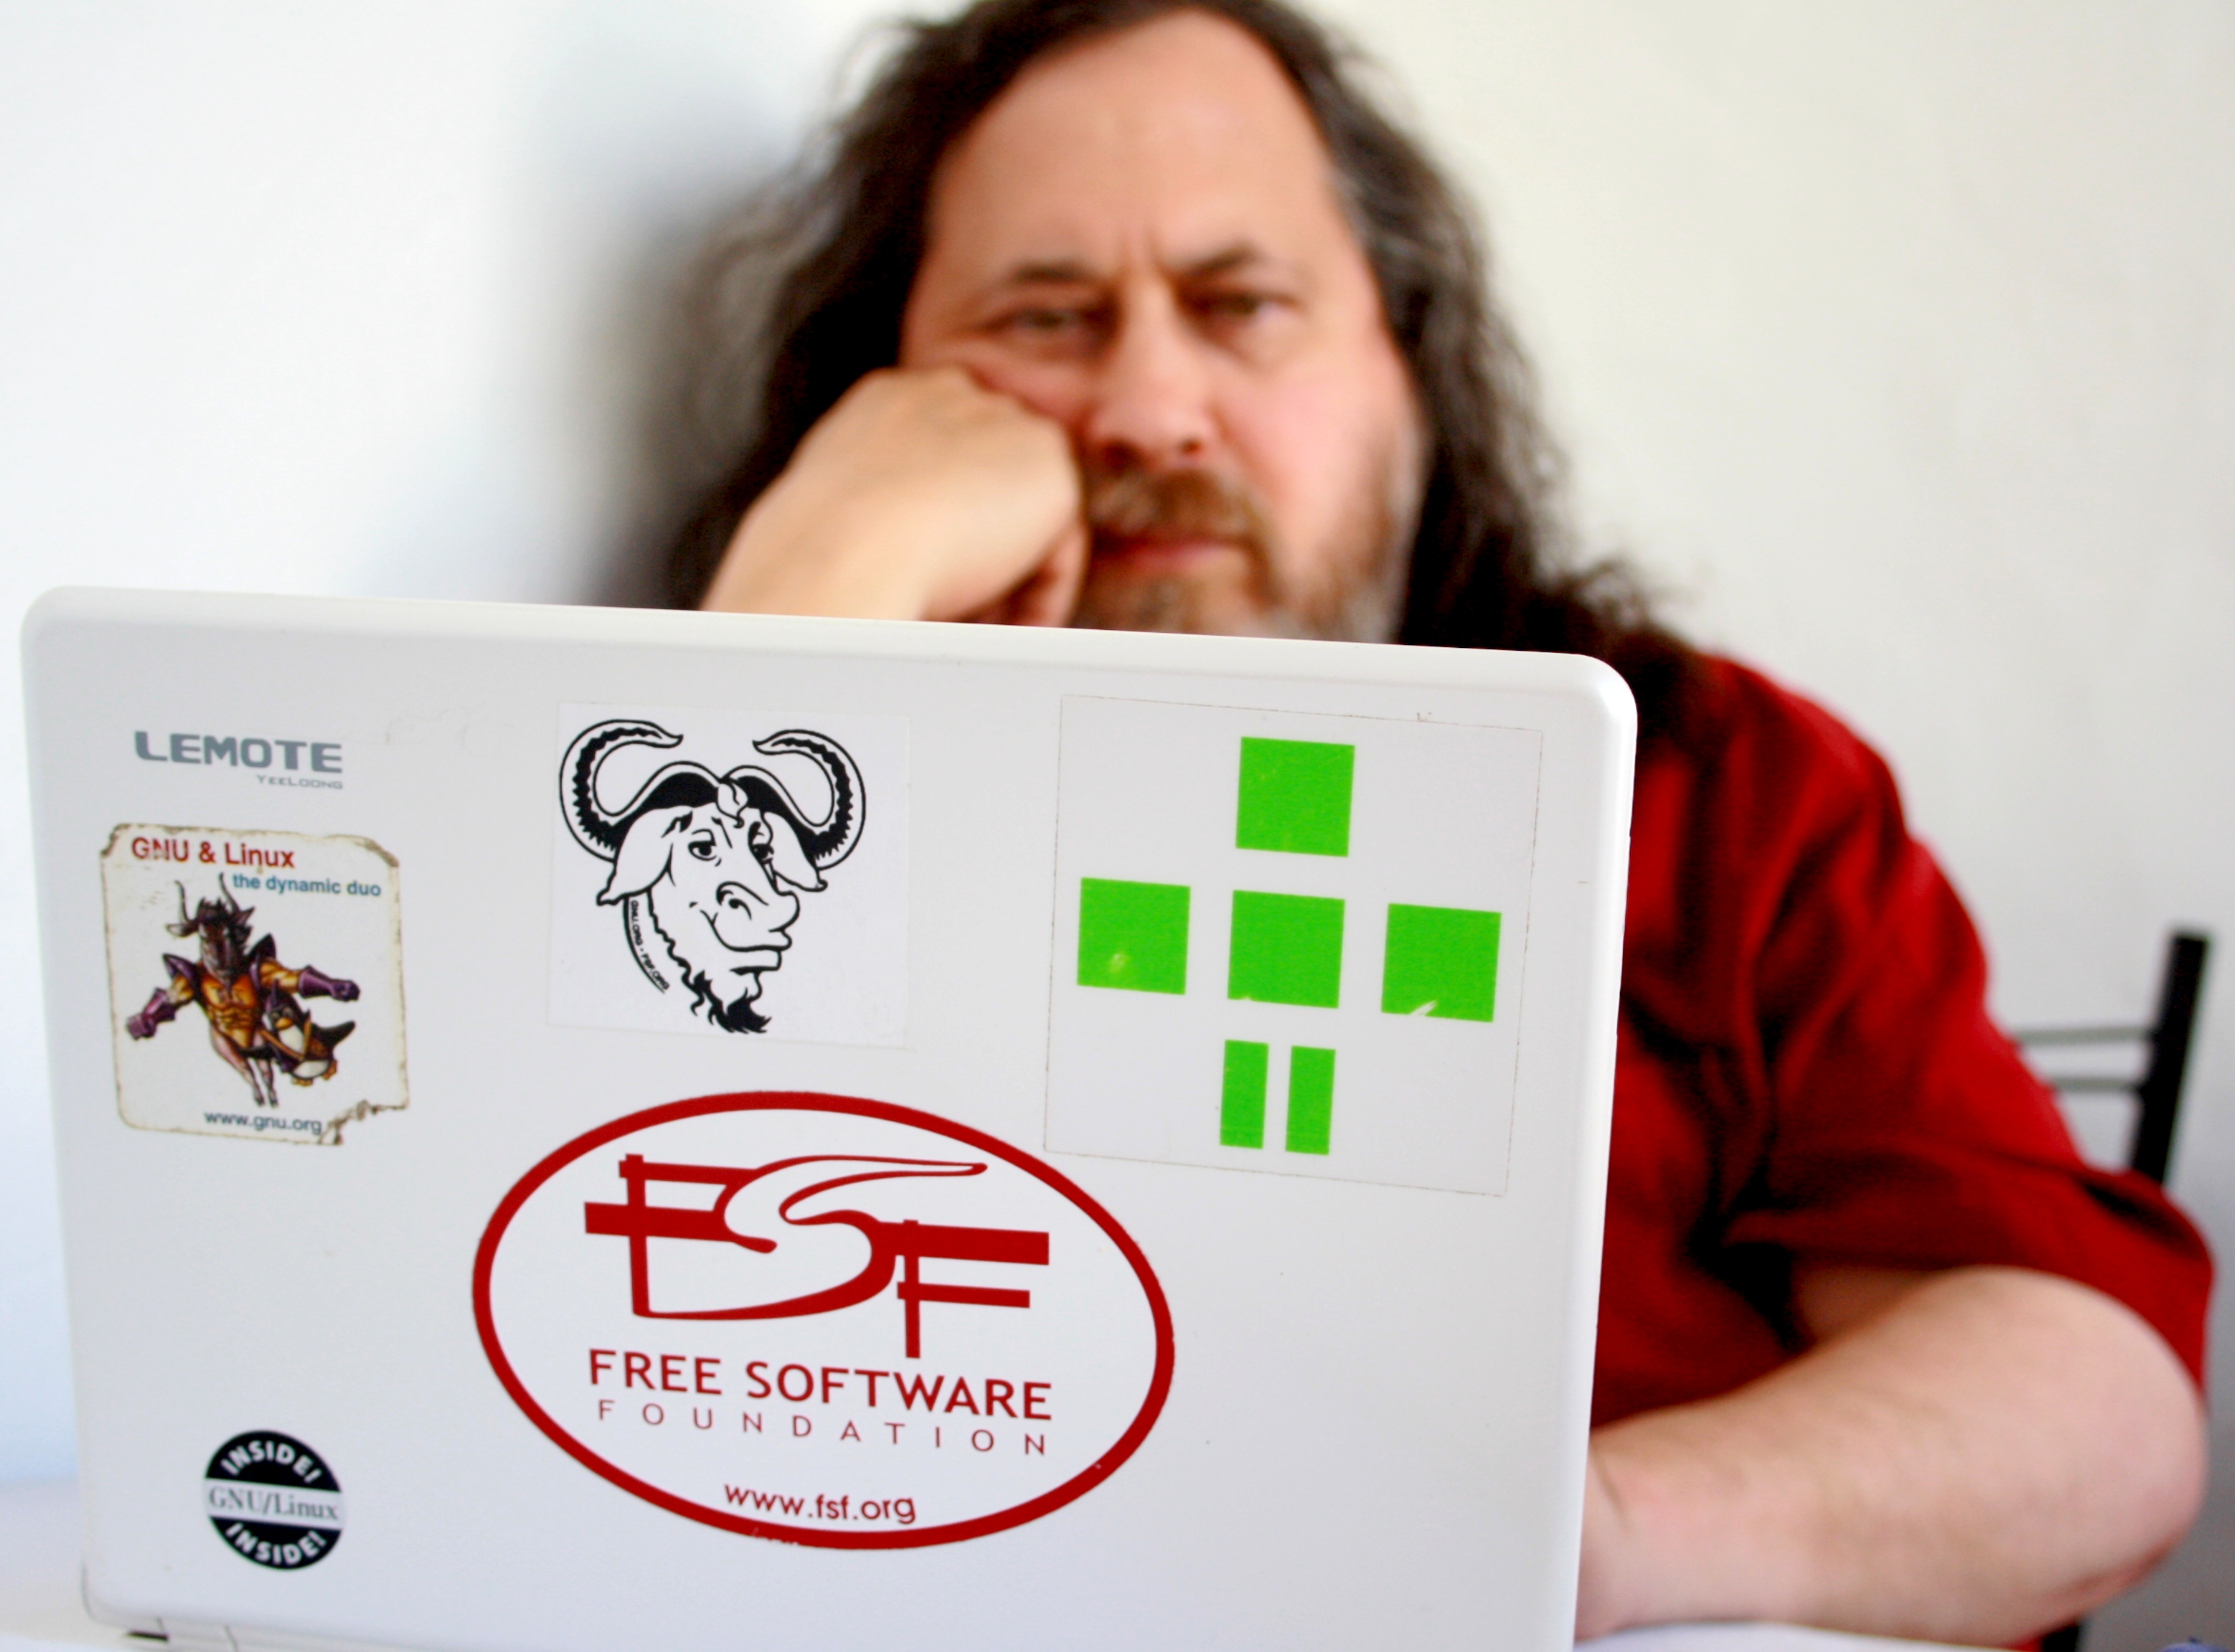 LEMOTE
YEELOONG
GNU & Linux
the dynamic duo
www.gnu.org
GNU.ORG - FSF.ORG
FSF
FREE SOFTWARE
FOUNDATION
www.fsf.org
INSIDE!
GNU/Linux
INSIDE!